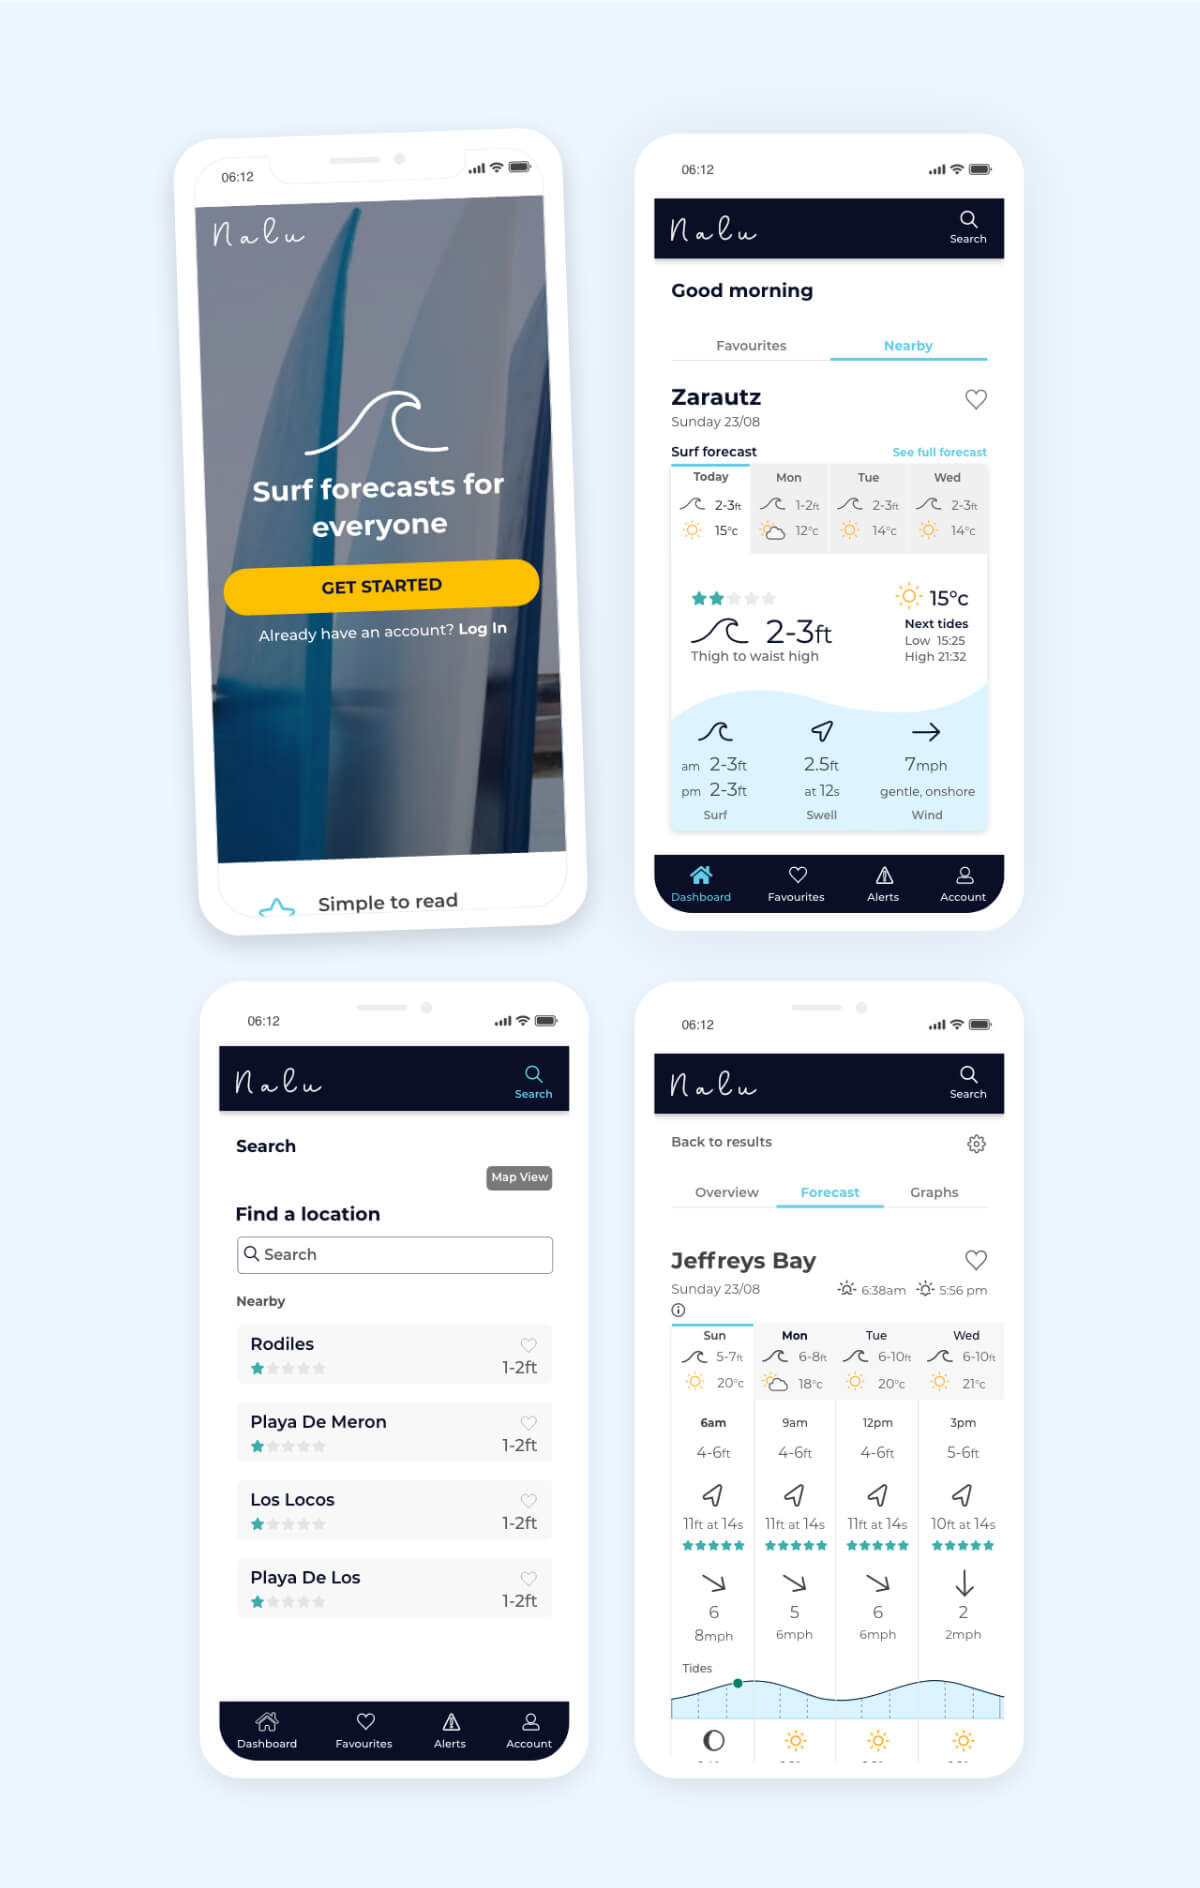 06:12
Nalu
Surf forecasts for
everyone
GET STARTED
Already have an account? Log In
Simple to read
06:12
Nalu
Search
Good morning
Favourites Nearby
Zarautz
Sunday 23/08
Surf forecast See full forecast
Today Mon Tue Wed
2-3ft 1-2ft 2-3ft 2-3ft
15°c 12°c 14°c 14°c
15°c
2-3ft
Thigh to waist high
Next tides
Low 15:25
High 21:32
am 2-3ft 2.5ft 7mph
pm 2-3ft at 12s gentle, onshore
Surf Swell Wind
Dashboard Favourites Alerts Account
06:12
Nalu
Search
Search
Map View
Find a location
Search
Nearby
Rodiles
1-2ft
Playa De Meron
1-2ft
Los Locos
1-2ft
Playa De Los
1-2ft
Dashboard Favourites Alerts Account
06:12
Nalu
Search
Back to results
Overview Forecast Graphs
Jeffreys Bay
Sunday 23/08 6:38am 5:56 pm
Sun Mon Tue Wed
5-7ft 6-8ft 6-10ft 6-10ft
20°c 18°c 20°c 21°c
6am 9am 12pm 3pm
4-6ft 4-6ft 4-6ft 5-6ft
11ft at 14s 11ft at 14s 11ft at 14s 10ft at 14s
6 5 6 2
8mph 6mph 6mph 2mph
Tides